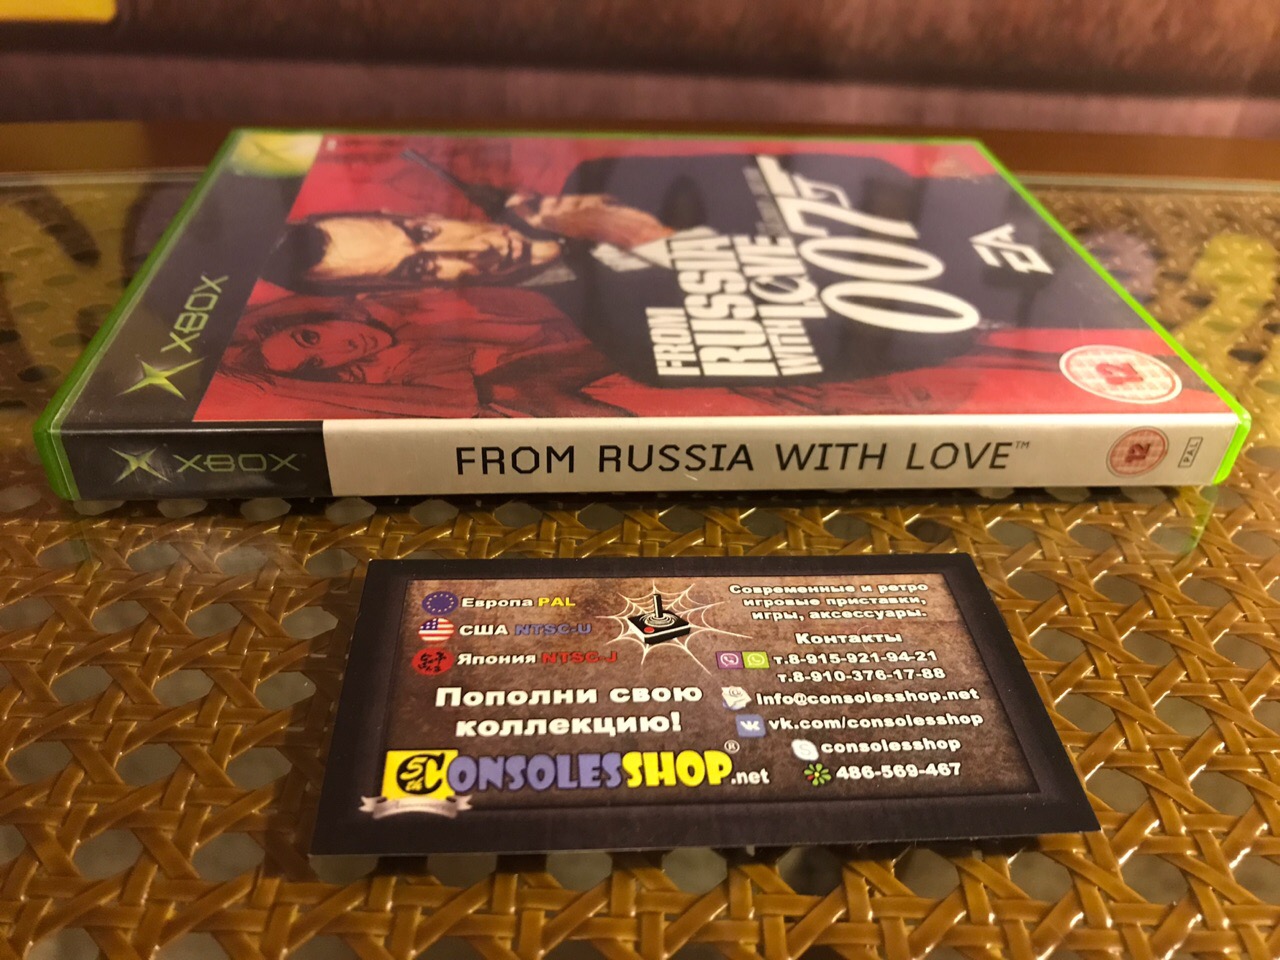 XBOX
FROM
RUSSIA
WITH LOVE
007
EA
12
XBOX
FROM RUSSIA WITH LOVE™
12
PAL
Европа PAL
США NTSC-U
Япония NTSC-J
Пополни свою
коллекцию!
CONSOLESSHOP®.net
Современные и ретро
игровые приставки,
игры, аксессуары.
Контакты
т.8-915-921-94-21
т.8-910-376-17-88
info@consolesshop.net
vk.com/consolesshop
consolesshop
486-569-467